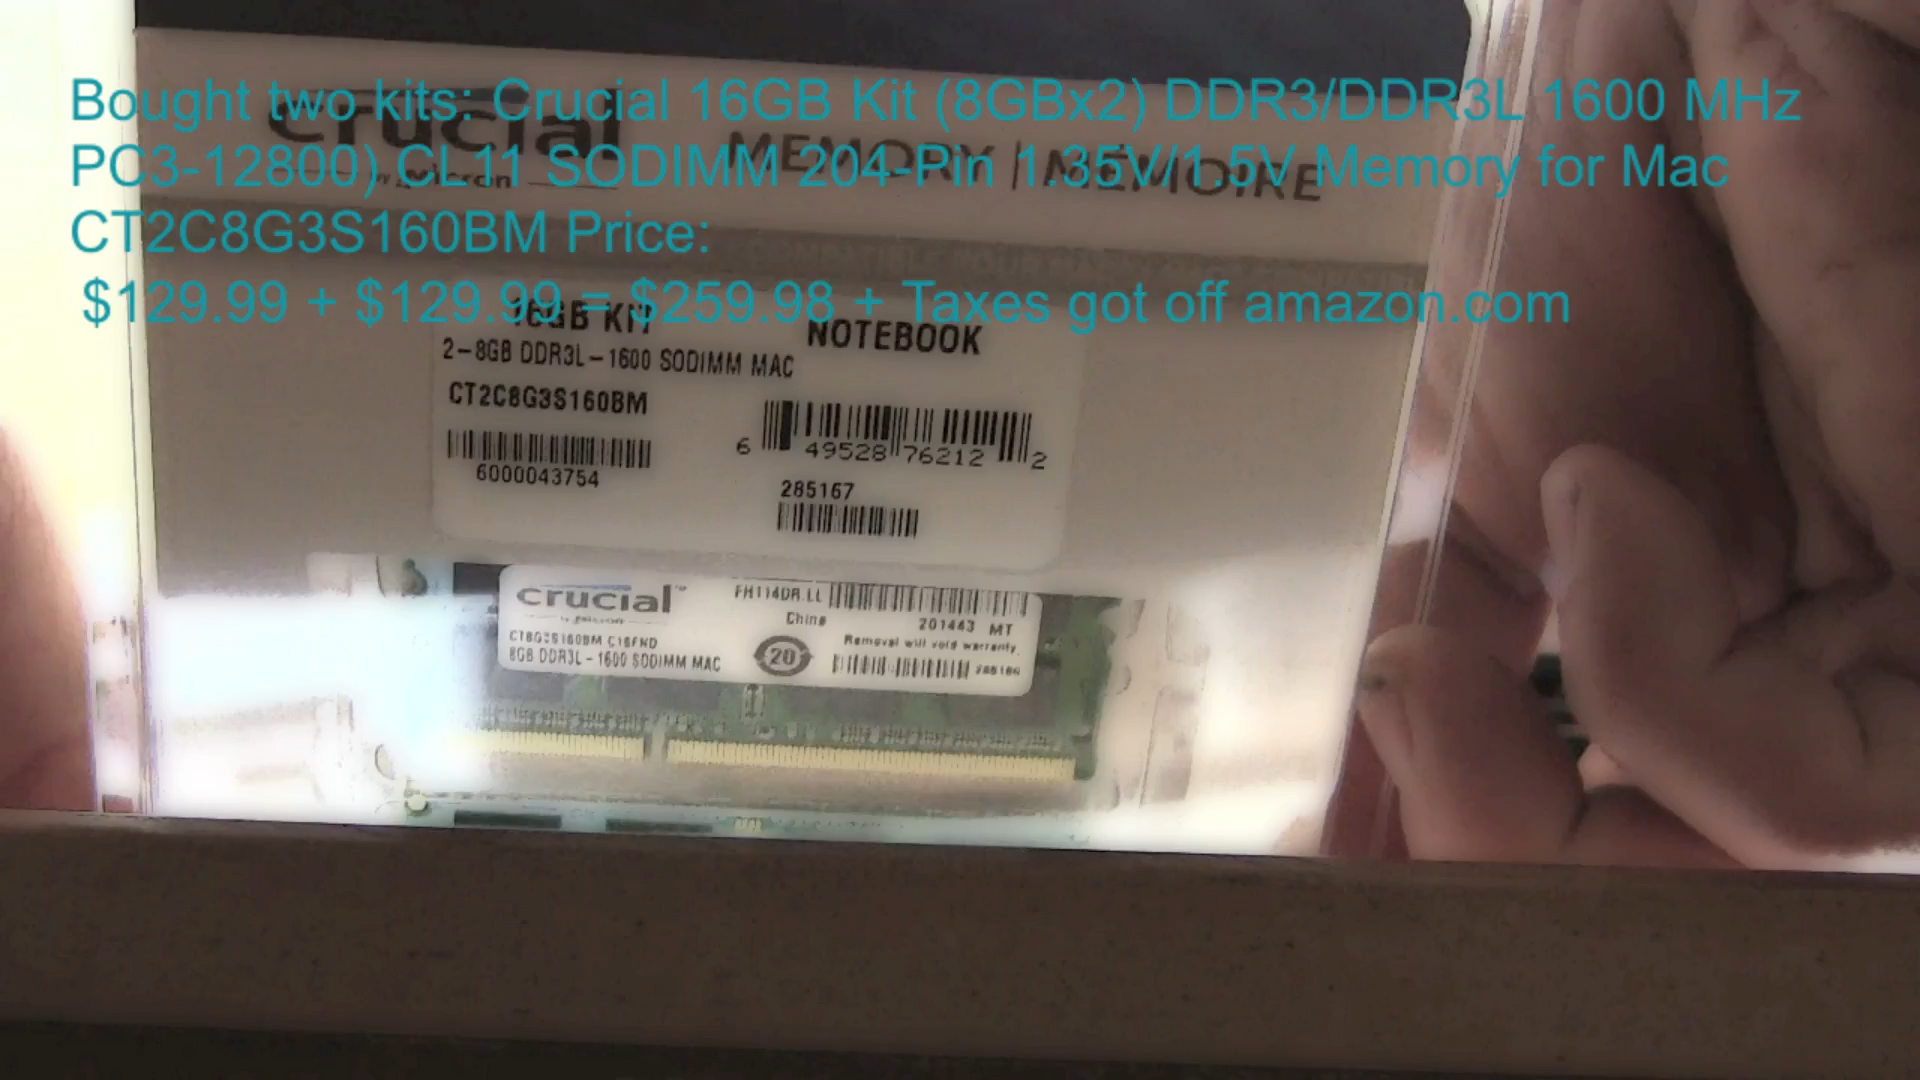 Bought two kits: Crucial 16GB Kit (8GBx2) DDR3/DDR3L 1600 MHz
PC3-12800) CL11 SODIMM 204-Pin 1.35V/1.5V Memory for Mac
CT2C8G3S160BM Price:
$129.99 + $129.99 = $259.98 + Taxes got off amazon.com
crucial
by micron
MEMORY | MÉMOIRE
16GB KIT
NOTEBOOK
2-8GB DDR3L-1600 SODIMM MAC
CT2C8G3S160BM
6 49528 76212 2
6000043754
285167
crucial™
FH114DR.LL
China
201443 MT
Removal will void warranty.
8GB DDR3L-1600 SODIMM MAC
20